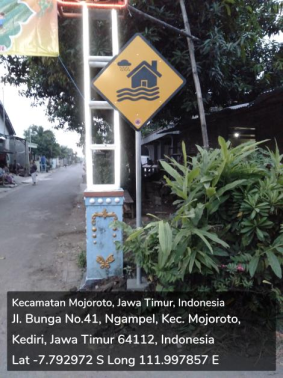 Kecamatan Mojoroto, Jawa Timur, Indonesia
Jl. Bunga No.41, Ngampel, Kec. Mojoroto,
Kediri, Jawa Timur 64112, Indonesia
Lat -7.792972 S Long 111.997857 E